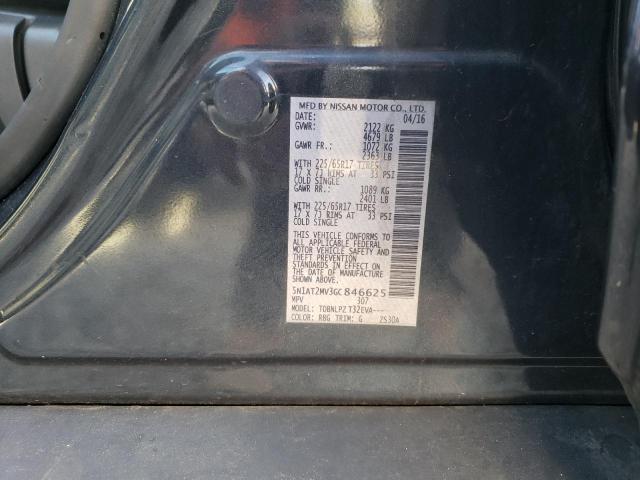 MFD BY NISSAN MOTOR CO., LTD.
DATE: 04/16
GVWR: 2122 KG
4679 LB
GAWR FR.: 1072 KG
2363 LB
WITH 225/65R17 TIRES
17 X 7J RIMS AT 33 PSI
COLD SINGLE
GAWR RR.: 1089 KG
2401 LB
WITH 225/65R17 TIRES
17 X 7J RIMS AT 33 PSI
COLD SINGLE
THIS VEHICLE CONFORMS TO
ALL APPLICABLE FEDERAL
MOTOR VEHICLE SAFETY AND
THEFT PREVENTION
STANDARDS IN EFFECT ON
THE DATE OF MANUFACTURE
SHOWN ABOVE.
5N1AT2MV3GC846625
MPV 307
MODEL: TDBNLPZ T32EVA---
COLOR: RBG TRIM: G 2S30A